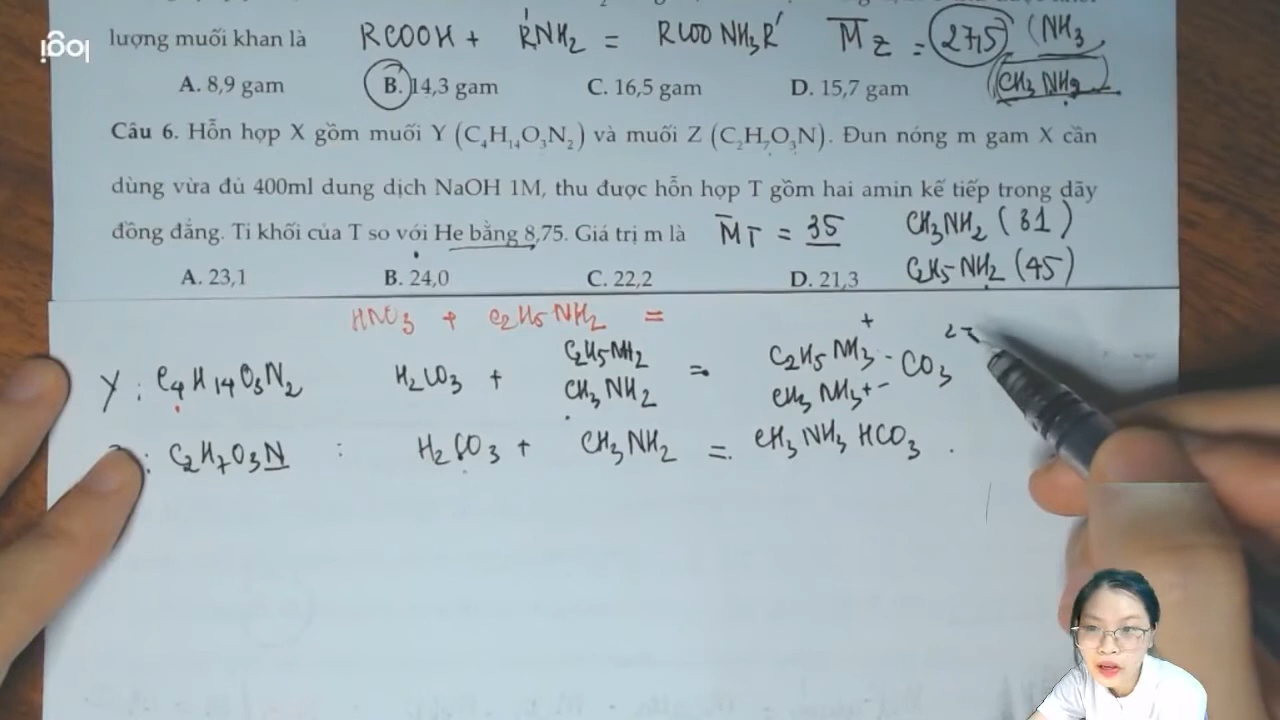 lượng muối khan là RCOOH + R'NH2 = RCOONH3R' M̅Z = 27,5 (NH3
A. 8,9 gam B. 14,3 gam C. 16,5 gam D. 15,7 gam CH3NH2
Câu 6. Hỗn hợp X gồm muối Y (C4H14O3N2) và muối Z (C2H7O3N). Đun nóng m gam X cần
dùng vừa đủ 400ml dung dịch NaOH 1M, thu được hỗn hợp T gồm hai amin kế tiếp trong dãy
đồng đẳng. Tỉ khối của T so với He bằng 8,75. Giá trị m là M̅T = 35 CH3NH2 (31)
A. 23,1 B. 24,0 C. 22,2 D. 21,3 C2H5-NH2 (45)
HNO3 + C2H5NH2 =
Y : C4H14O3N2 H2CO3 + C2H5NH2 CH3NH2 = C2H5NH3+ - CO3 2- CH3NH3+ -
: C2H7O3N : H2CO3 + CH3NH2 = CH3NH3HCO3 .
logi